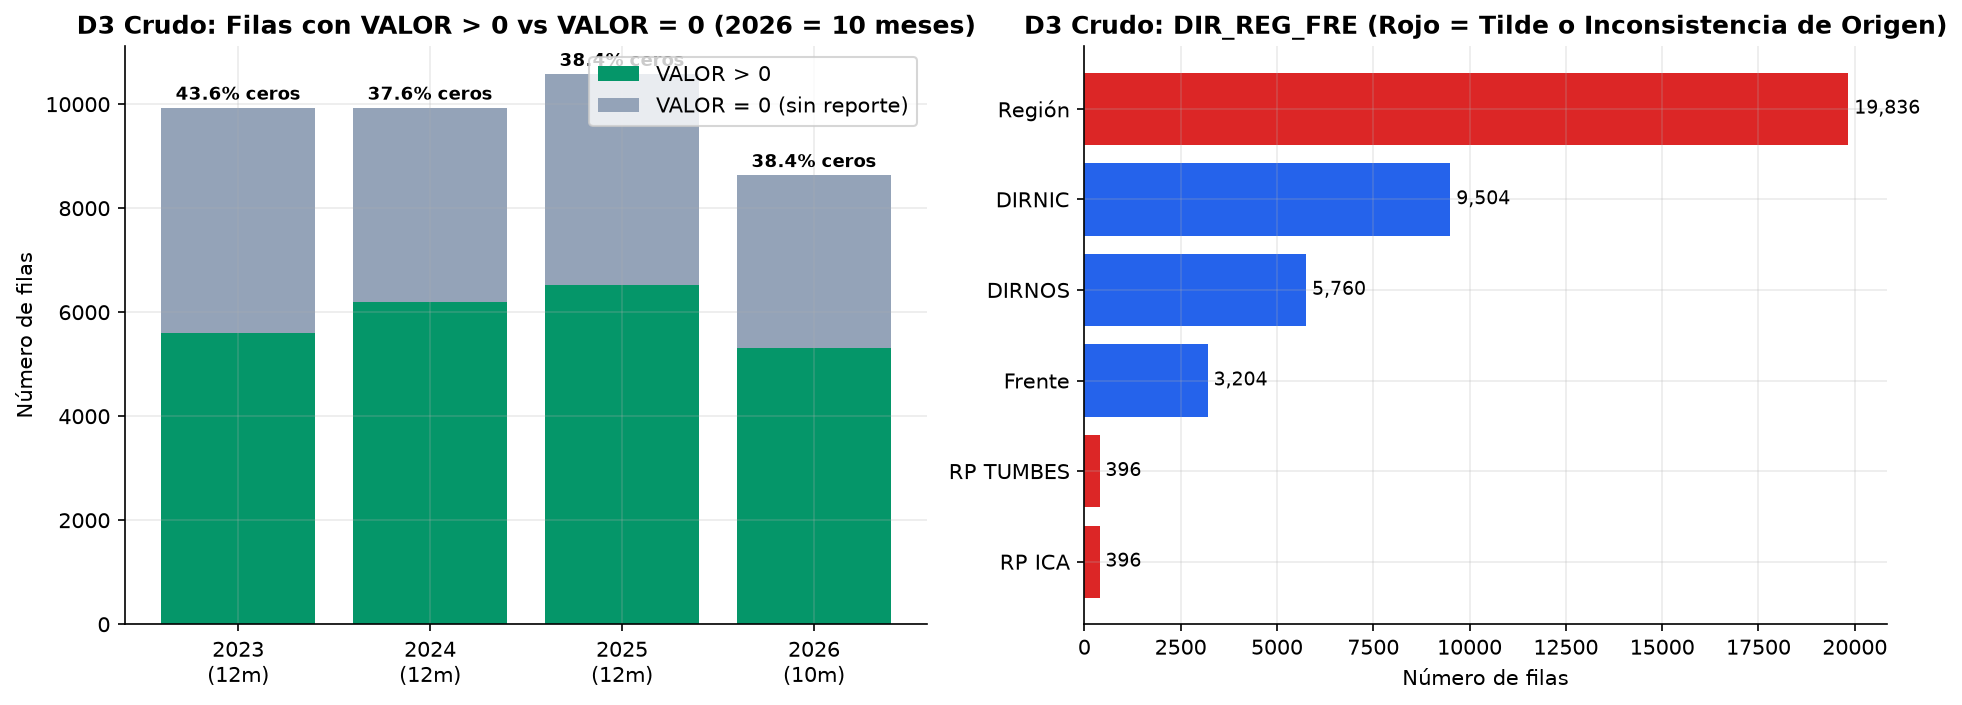 D3 Crudo: Filas con VALOR > 0 vs VALOR = 0 (2026 = 10 meses)
43.6% ceros
37.6% ceros
38.4% ceros
38.4% ceros
VALOR > 0
VALOR = 0 (sin reporte)
Número de filas
10000
8000
6000
4000
2000
0
2023
(12m)
2024
(12m)
2025
(12m)
2026
(10m)
D3 Crudo: DIR_REG_FRE (Rojo = Tilde o Inconsistencia de Origen)
Región
19,836
DIRNIC
9,504
DIRNOS
5,760
Frente
3,204
RP TUMBES
396
RP ICA
396
0
2500
5000
7500
10000
12500
15000
17500
20000
Número de filas